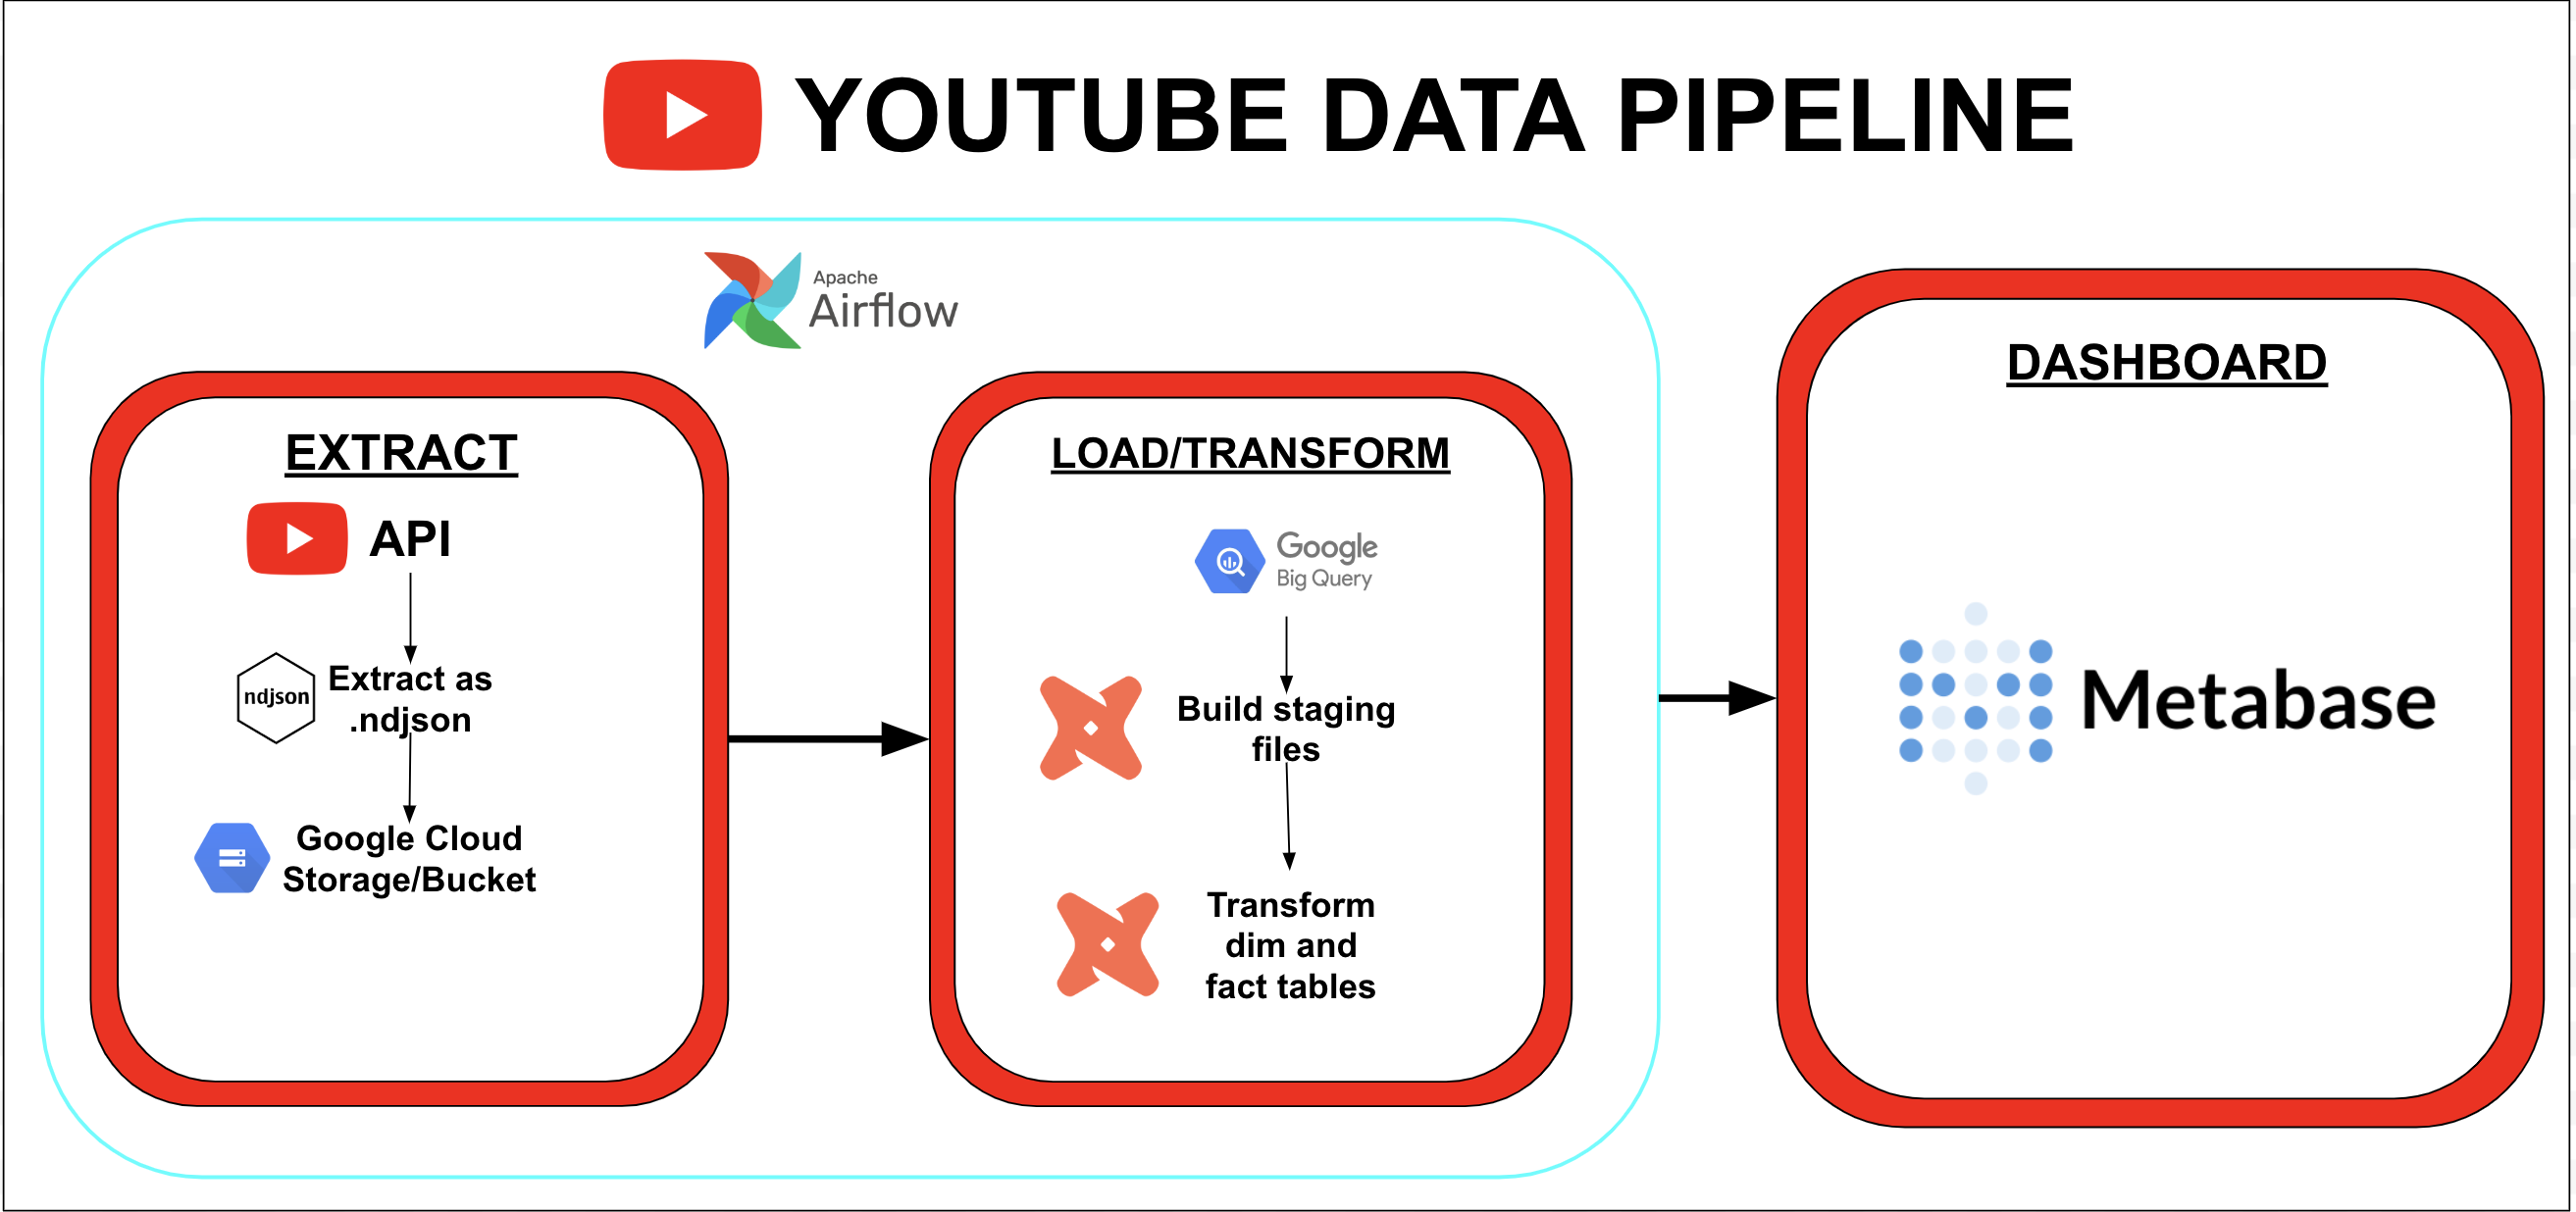 YOUTUBE DATA PIPELINE
Apache
Airflow
EXTRACT
API
ndjson
Extract as
.ndjson
Google Cloud
Storage/Bucket
LOAD/TRANSFORM
Google
Big Query
Build staging
files
Transform
dim and
fact tables
DASHBOARD
Metabase